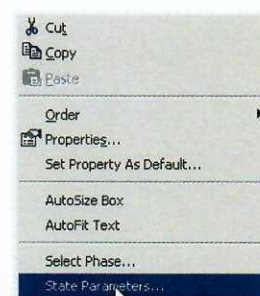 Cut
Copy
Paste
Order
Properties...
Set Property As Default...
AutoSize Box
AutoFit Text
Select Phase...
State Parameters...